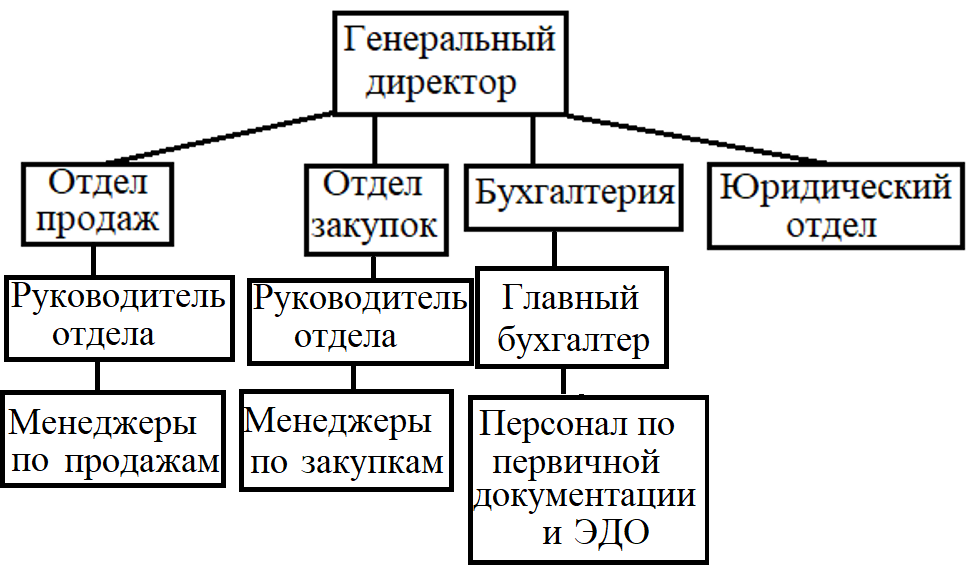 Генеральный
директор
Отдел
продаж
Отдел
закупок
Бухгалтерия
Юридический
отдел
Руководитель
отдела
Руководитель
отдела
Главный
бухгалтер
Менеджеры
по продажам
Менеджеры
по закупкам
Персонал по
первичной
документации
и ЭДО